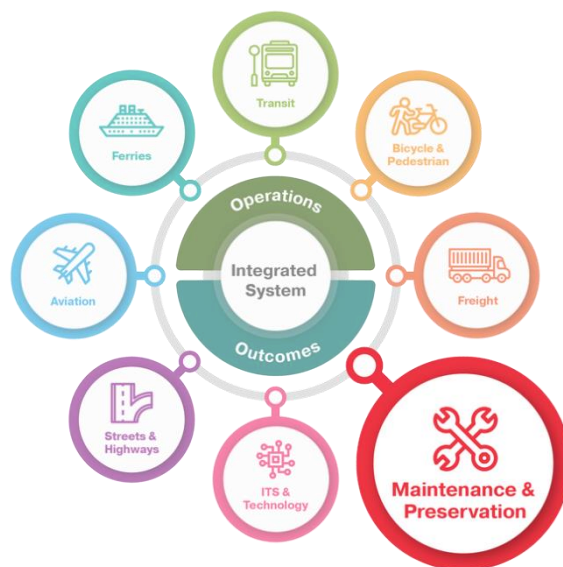 Transit
Bicycle &
Pedestrian
Freight
Maintenance &
Preservation
ITS &
Technology
Streets &
Highways
Aviation
Ferries
Operations
Integrated
System
Outcomes